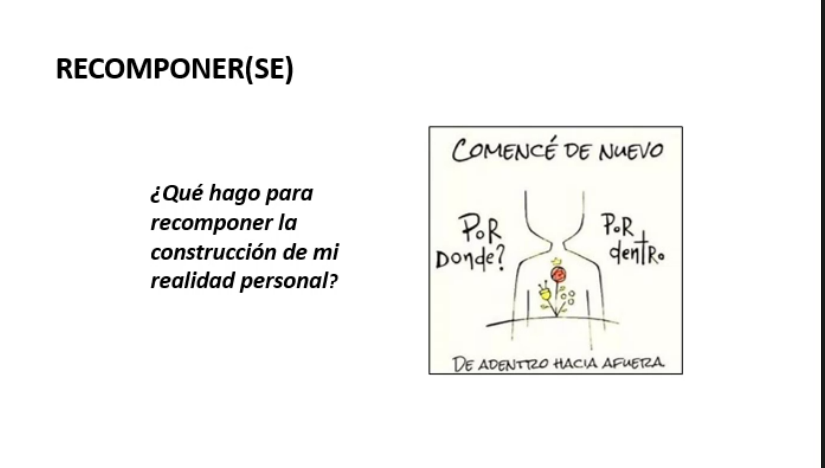 RECOMPONER(SE)
¿Qué hago para
recomponer la
construcción de mi
realidad personal?
COMENCÉ DE NUEVO
POR
DONDE?
POR
dentro
DE ADENTRO HACIA AFUERA